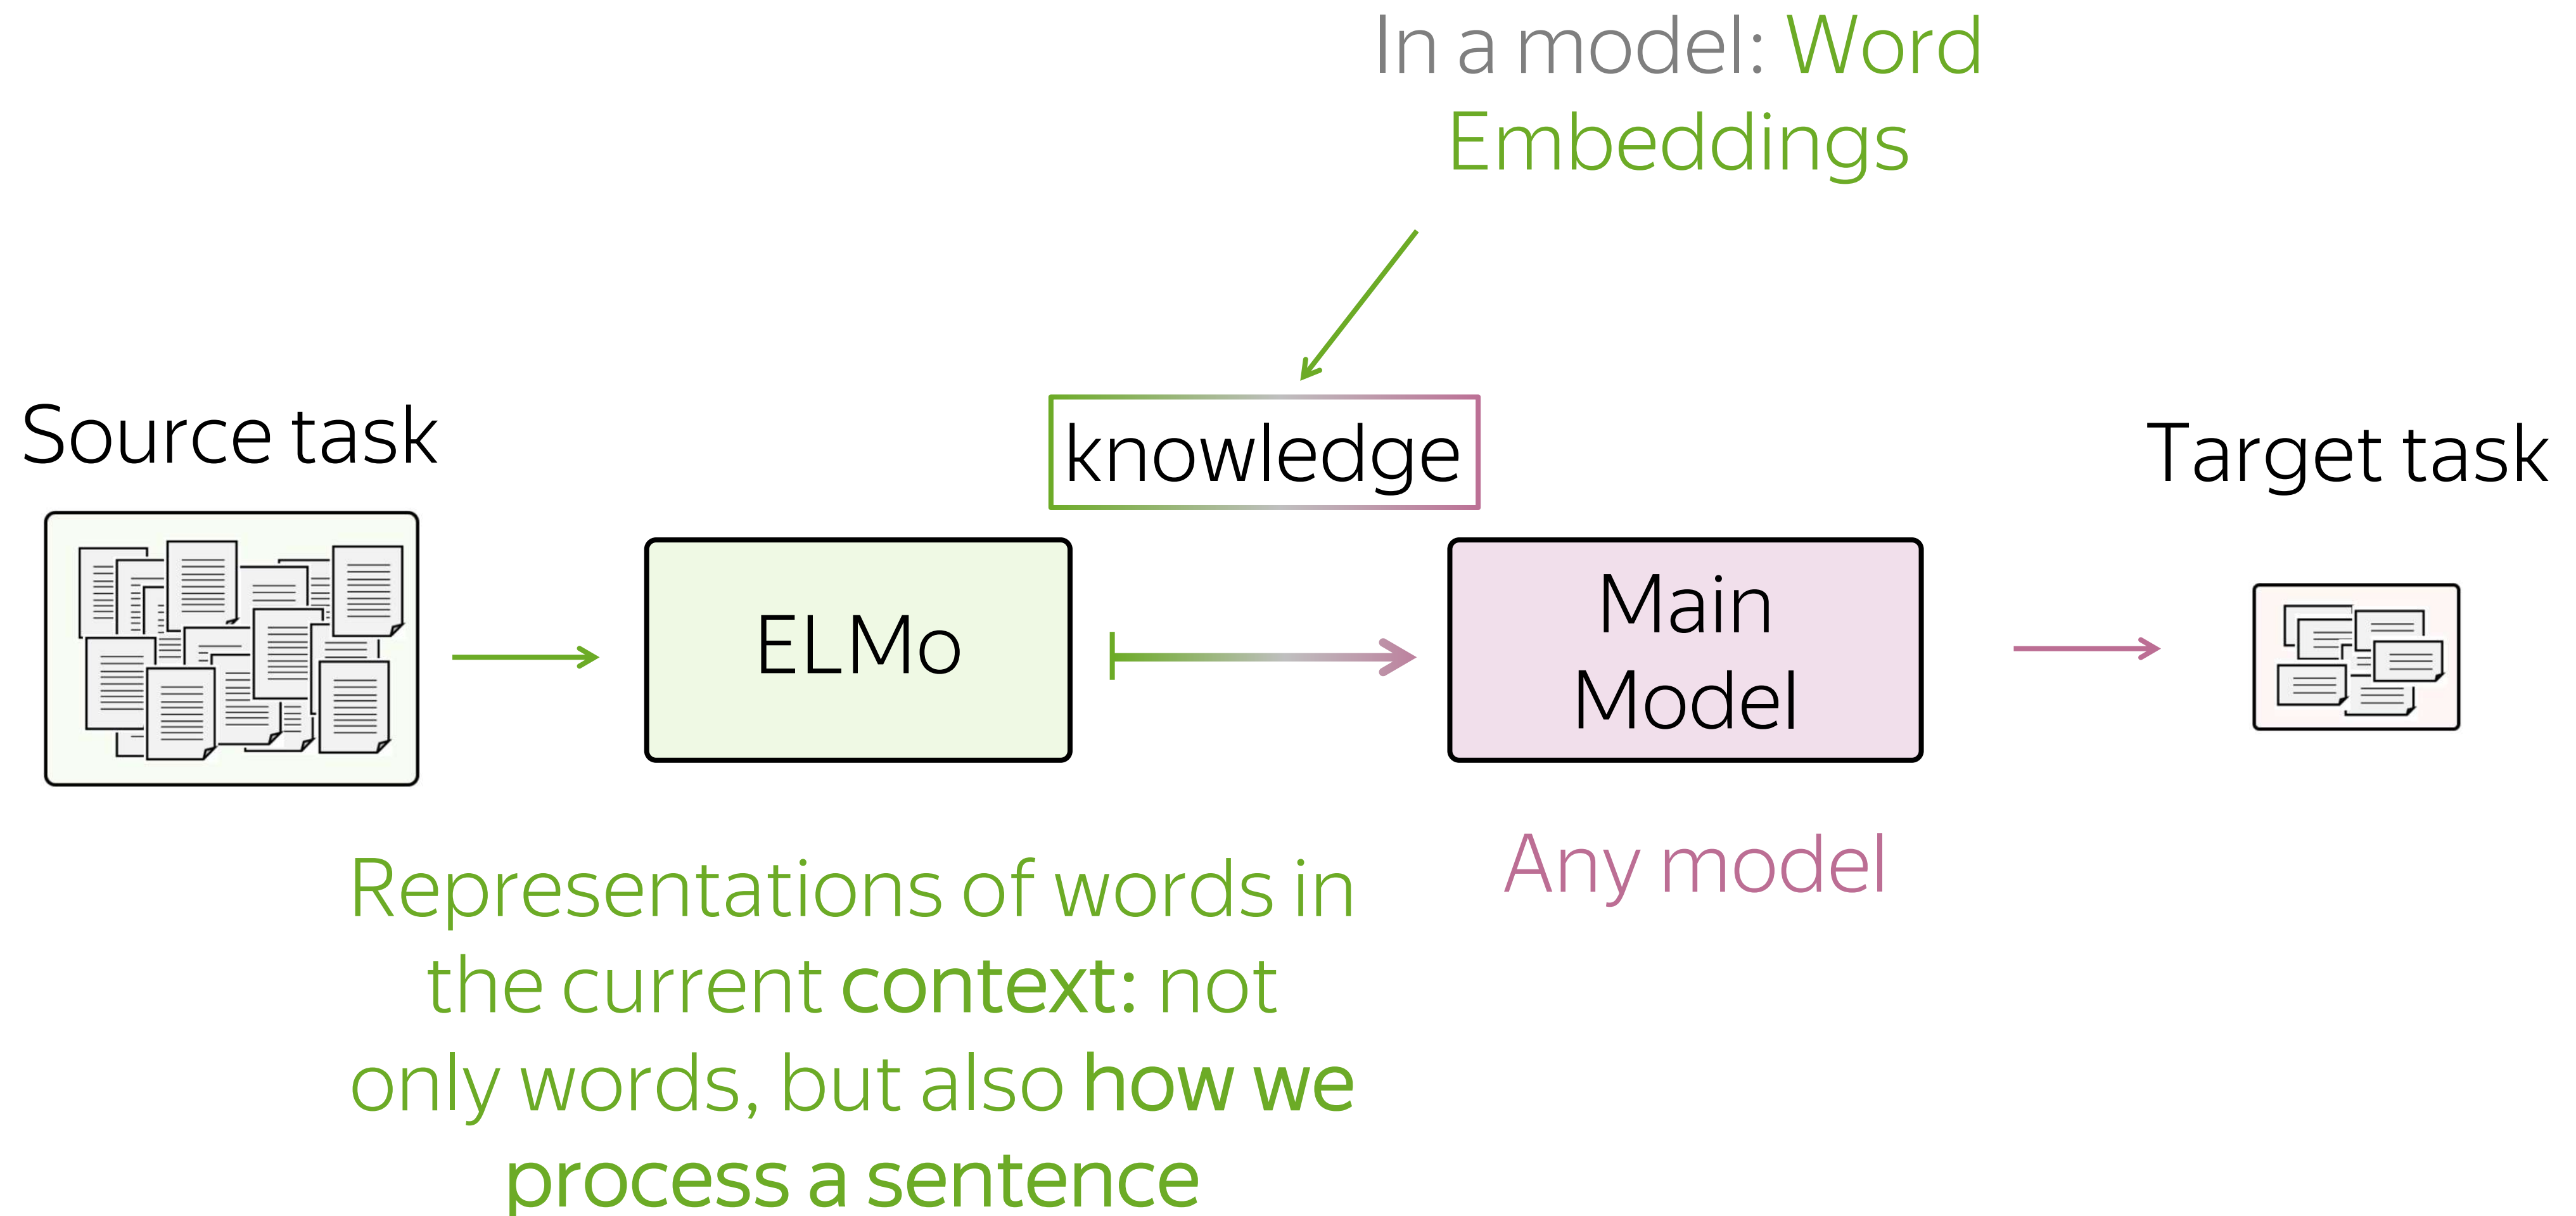 In a model: Word
Embeddings
knowledge
Source task
Target task
ELMo
Main
Model
Any model
Representations of words in
the current context: not
only words, but also how we
process a sentence